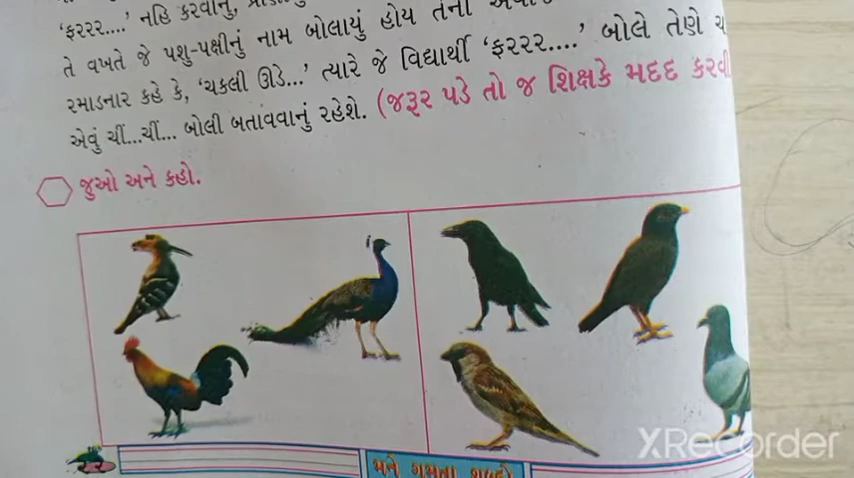 'ફરરર....' નહિ કરવાનું,
તે વખતે જે પશુ-પક્ષીનું નામ બોલાયું હોય તેના
રમાડનાર કહે કે, 'ચકલી ઊડે...' ત્યારે જે વિદ્યાર્થી 'ફરરર....' બોલે તેણે
એવું ચીં...ચીં... બોલી બતાવવાનું રહેશે. (જરૂર પડે તો જ શિક્ષકે મદદ કરવી
જુઓ અને કહો.
મને ગમતા શબ્દો
XRecorder